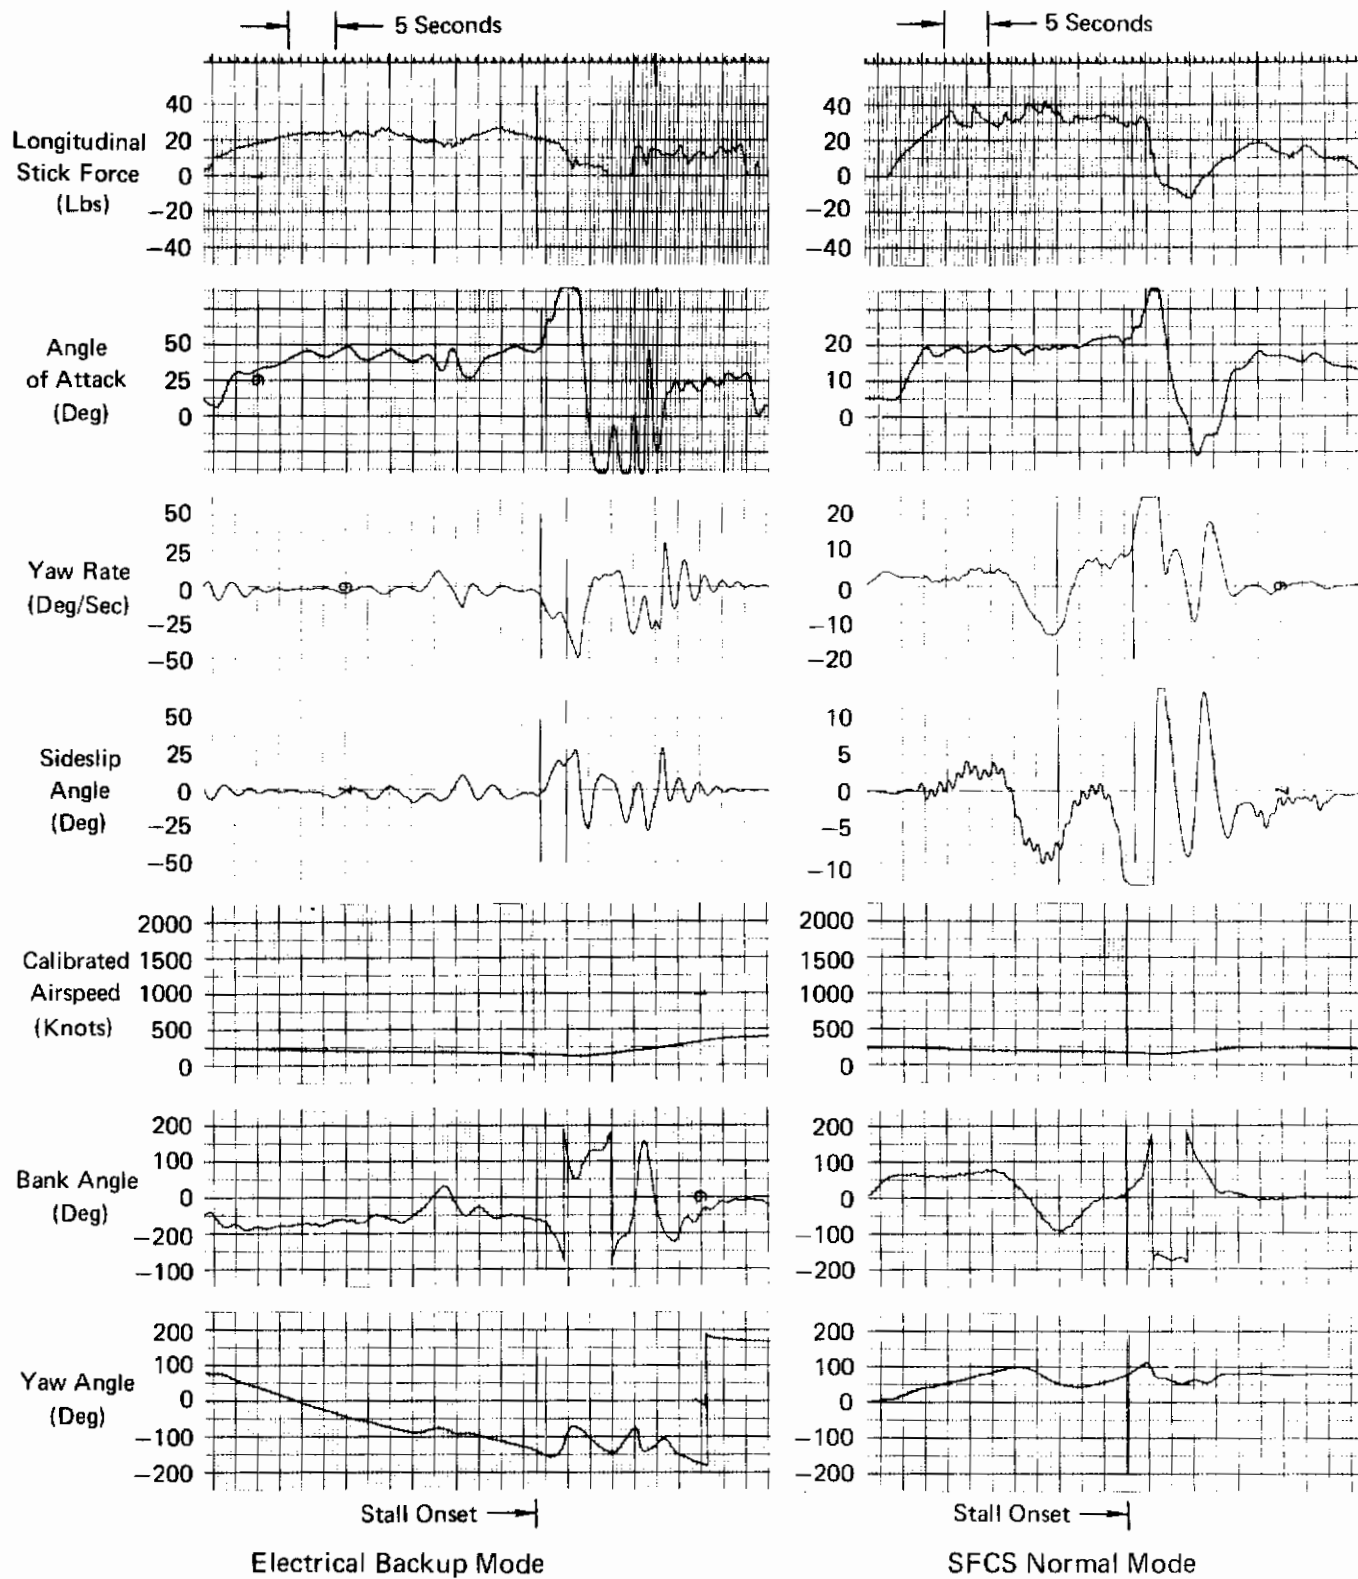 5 Seconds
5 Seconds
Longitudinal
Stick Force
(Lbs)
40
20
0
−20
−40
40
20
0
−20
−40
Angle
of Attack
(Deg)
50
25
0
20
10
0
Yaw Rate
(Deg/Sec)
50
25
0
−25
−50
20
10
0
−10
−20
Sideslip
Angle
(Deg)
50
25
0
−25
−50
10
5
0
−5
−10
Calibrated
Airspeed
(Knots)
2000
1500
1000
500
0
2000
1500
1000
500
0
Bank Angle
(Deg)
200
100
0
−200
−100
200
100
0
−100
−200
Yaw Angle
(Deg)
200
100
0
−100
−200
200
100
0
−100
−200
Stall Onset
Stall Onset
Electrical Backup Mode
SFCS Normal Mode